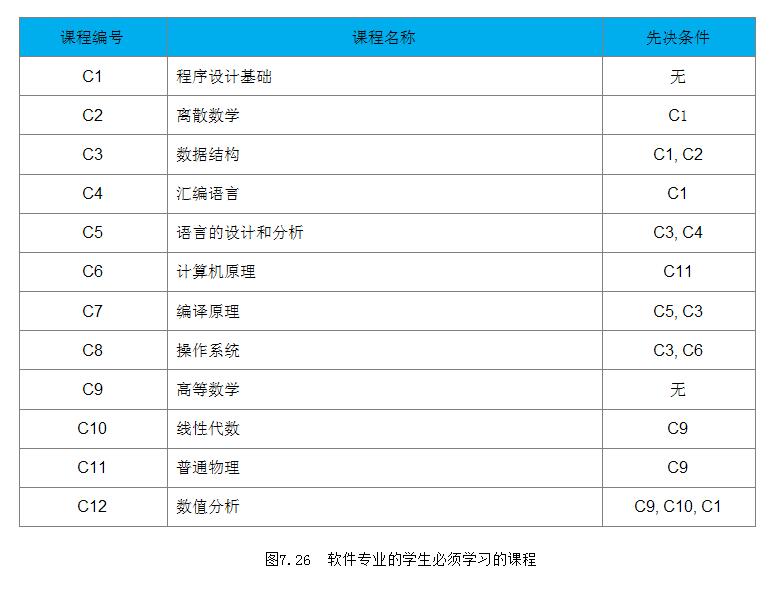 课程编号 课程名称 先决条件
C1 程序设计基础 无
C2 离散数学 C1
C3 数据结构 C1, C2
C4 汇编语言 C1
C5 语言的设计和分析 C3, C4
C6 计算机原理 C11
C7 编译原理 C5, C3
C8 操作系统 C3, C6
C9 高等数学 无
C10 线性代数 C9
C11 普通物理 C9
C12 数值分析 C9, C10, C1
图7.26 软件专业的学生必须学习的课程